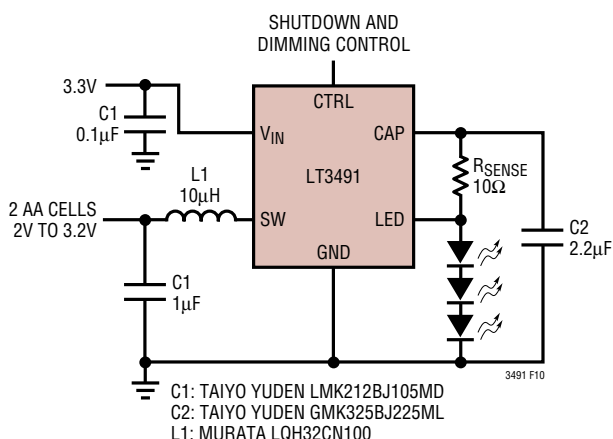 SHUTDOWN AND
DIMMING CONTROL
3.3V
C1
0.1µF
CTRL
VIN
CAP
LT3491
SW
LED
GND
RSENSE
10Ω
L1
10µH
2 AA CELLS
2V TO 3.2V
C1
1µF
C2
2.2µF
3491 F10
C1: TAIYO YUDEN LMK212BJ105MD
C2: TAIYO YUDEN GMK325BJ225ML
L1: MURATA LQH32CN100